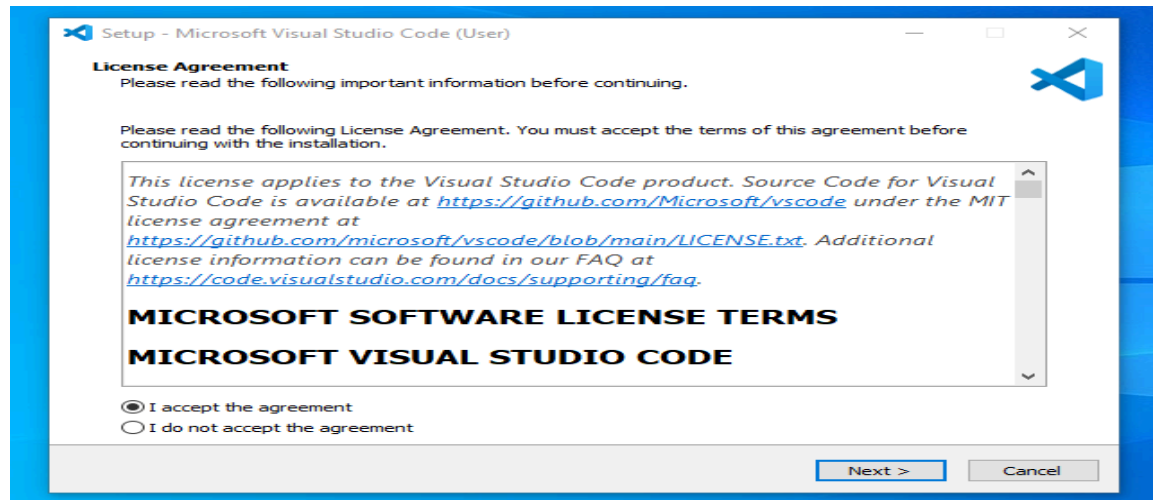 Setup - Microsoft Visual Studio Code (User)
License Agreement
Please read the following important information before continuing.
Please read the following License Agreement. You must accept the terms of this agreement before
continuing with the installation.
This license applies to the Visual Studio Code product. Source Code for Visual
Studio Code is available at https://github.com/Microsoft/vscode under the MIT
license agreement at
https://github.com/microsoft/vscode/blob/main/LICENSE.txt. Additional
license information can be found in our FAQ at
https://code.visualstudio.com/docs/supporting/faq.
MICROSOFT SOFTWARE LICENSE TERMS
MICROSOFT VISUAL STUDIO CODE
I accept the agreement
I do not accept the agreement
Next >
Cancel